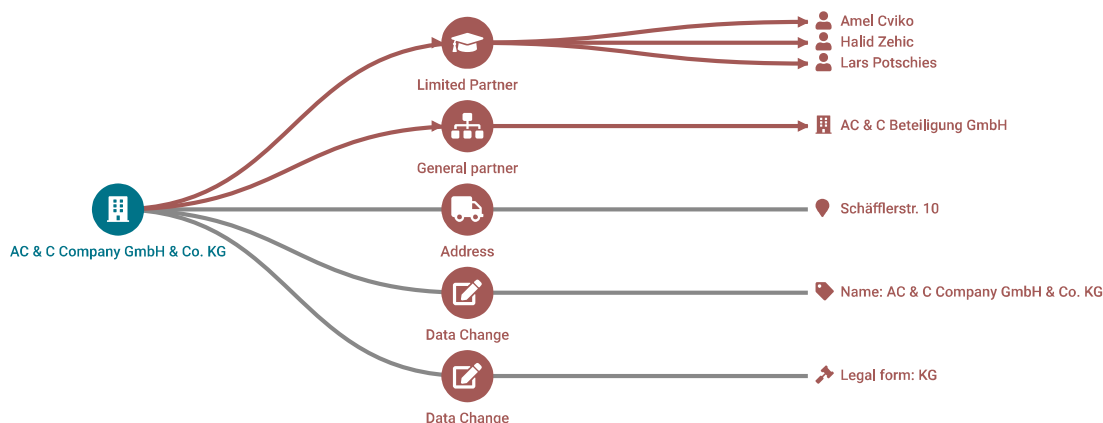 Amel Cviko
Halid Zehic
Lars Potschies
Limited Partner
AC & C Beteiligung GmbH
General partner
Schäfflerstr. 10
AC & C Company GmbH & Co. KG
Address
Name: AC & C Company GmbH & Co. KG
Data Change
Legal form: KG
Data Change